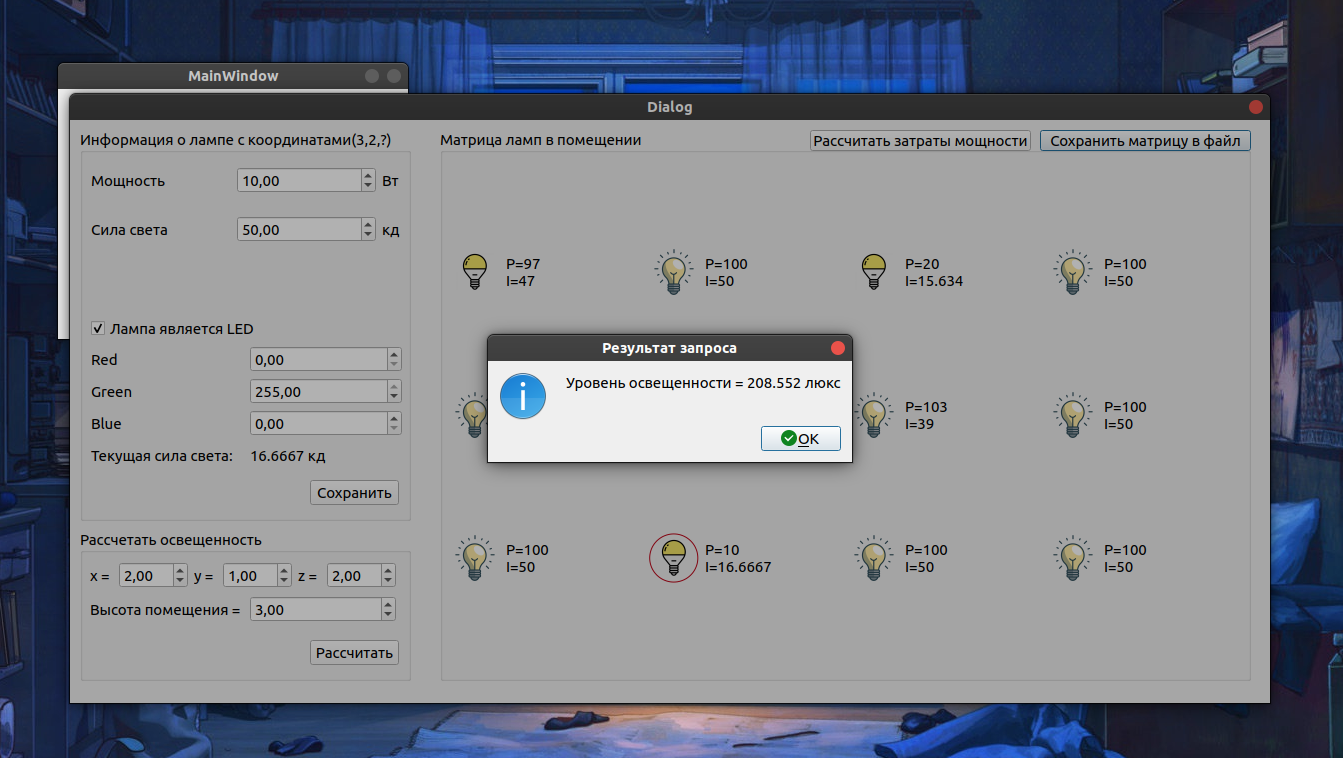 MainWindow
Dialog
Информация о лампе с координатами(3,2,?)
Мощность 10,00 Вт
Сила света 50,00 кд
Лампа является LED
Red 0,00
Green 255,00
Blue 0,00
Текущая сила света: 16.6667 кд
Сохранить
Рассчетать освещенность
x = 2,00 y = 1,00 z = 2,00
Высота помещения = 3,00
Рассчитать
Матрица ламп в помещении
Рассчитать затраты мощности
Сохранить матрицу в файл
P=97
I=47
P=100
I=50
P=20
I=15.634
P=100
I=50
P=103
I=39
P=100
I=50
P=100
I=50
P=10
I=16.6667
P=100
I=50
P=100
I=50
Результат запроса
Уровень освещенности = 208.552 люкс
OK